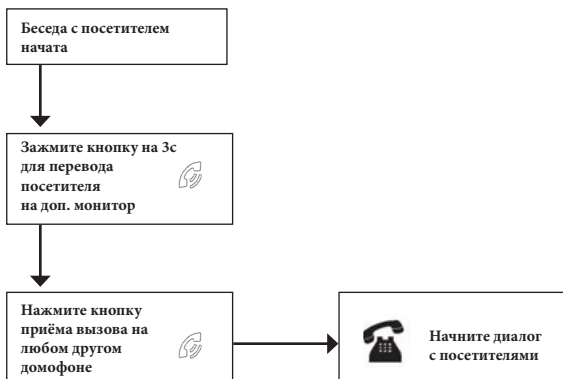 Беседа с посетителем
начата
Зажмите кнопку на 3с
для перевода
посетителя
на доп. монитор
Нажмите кнопку
приёма вызова на
любом другом
домофоне
Начните диалог
с посетителями